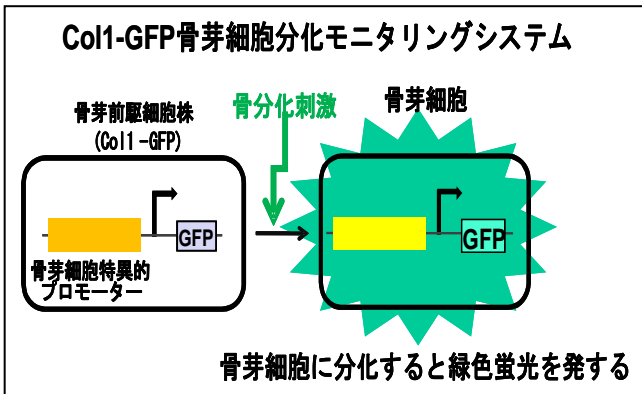 Col1-GFP骨芽細胞分化モニタリングシステム
骨芽前駆細胞株
(Col1-GFP)
骨分化刺激
骨芽細胞
GFP
GFP
骨芽細胞特異的
プロモーター
骨芽細胞に分化すると緑色蛍光を発する